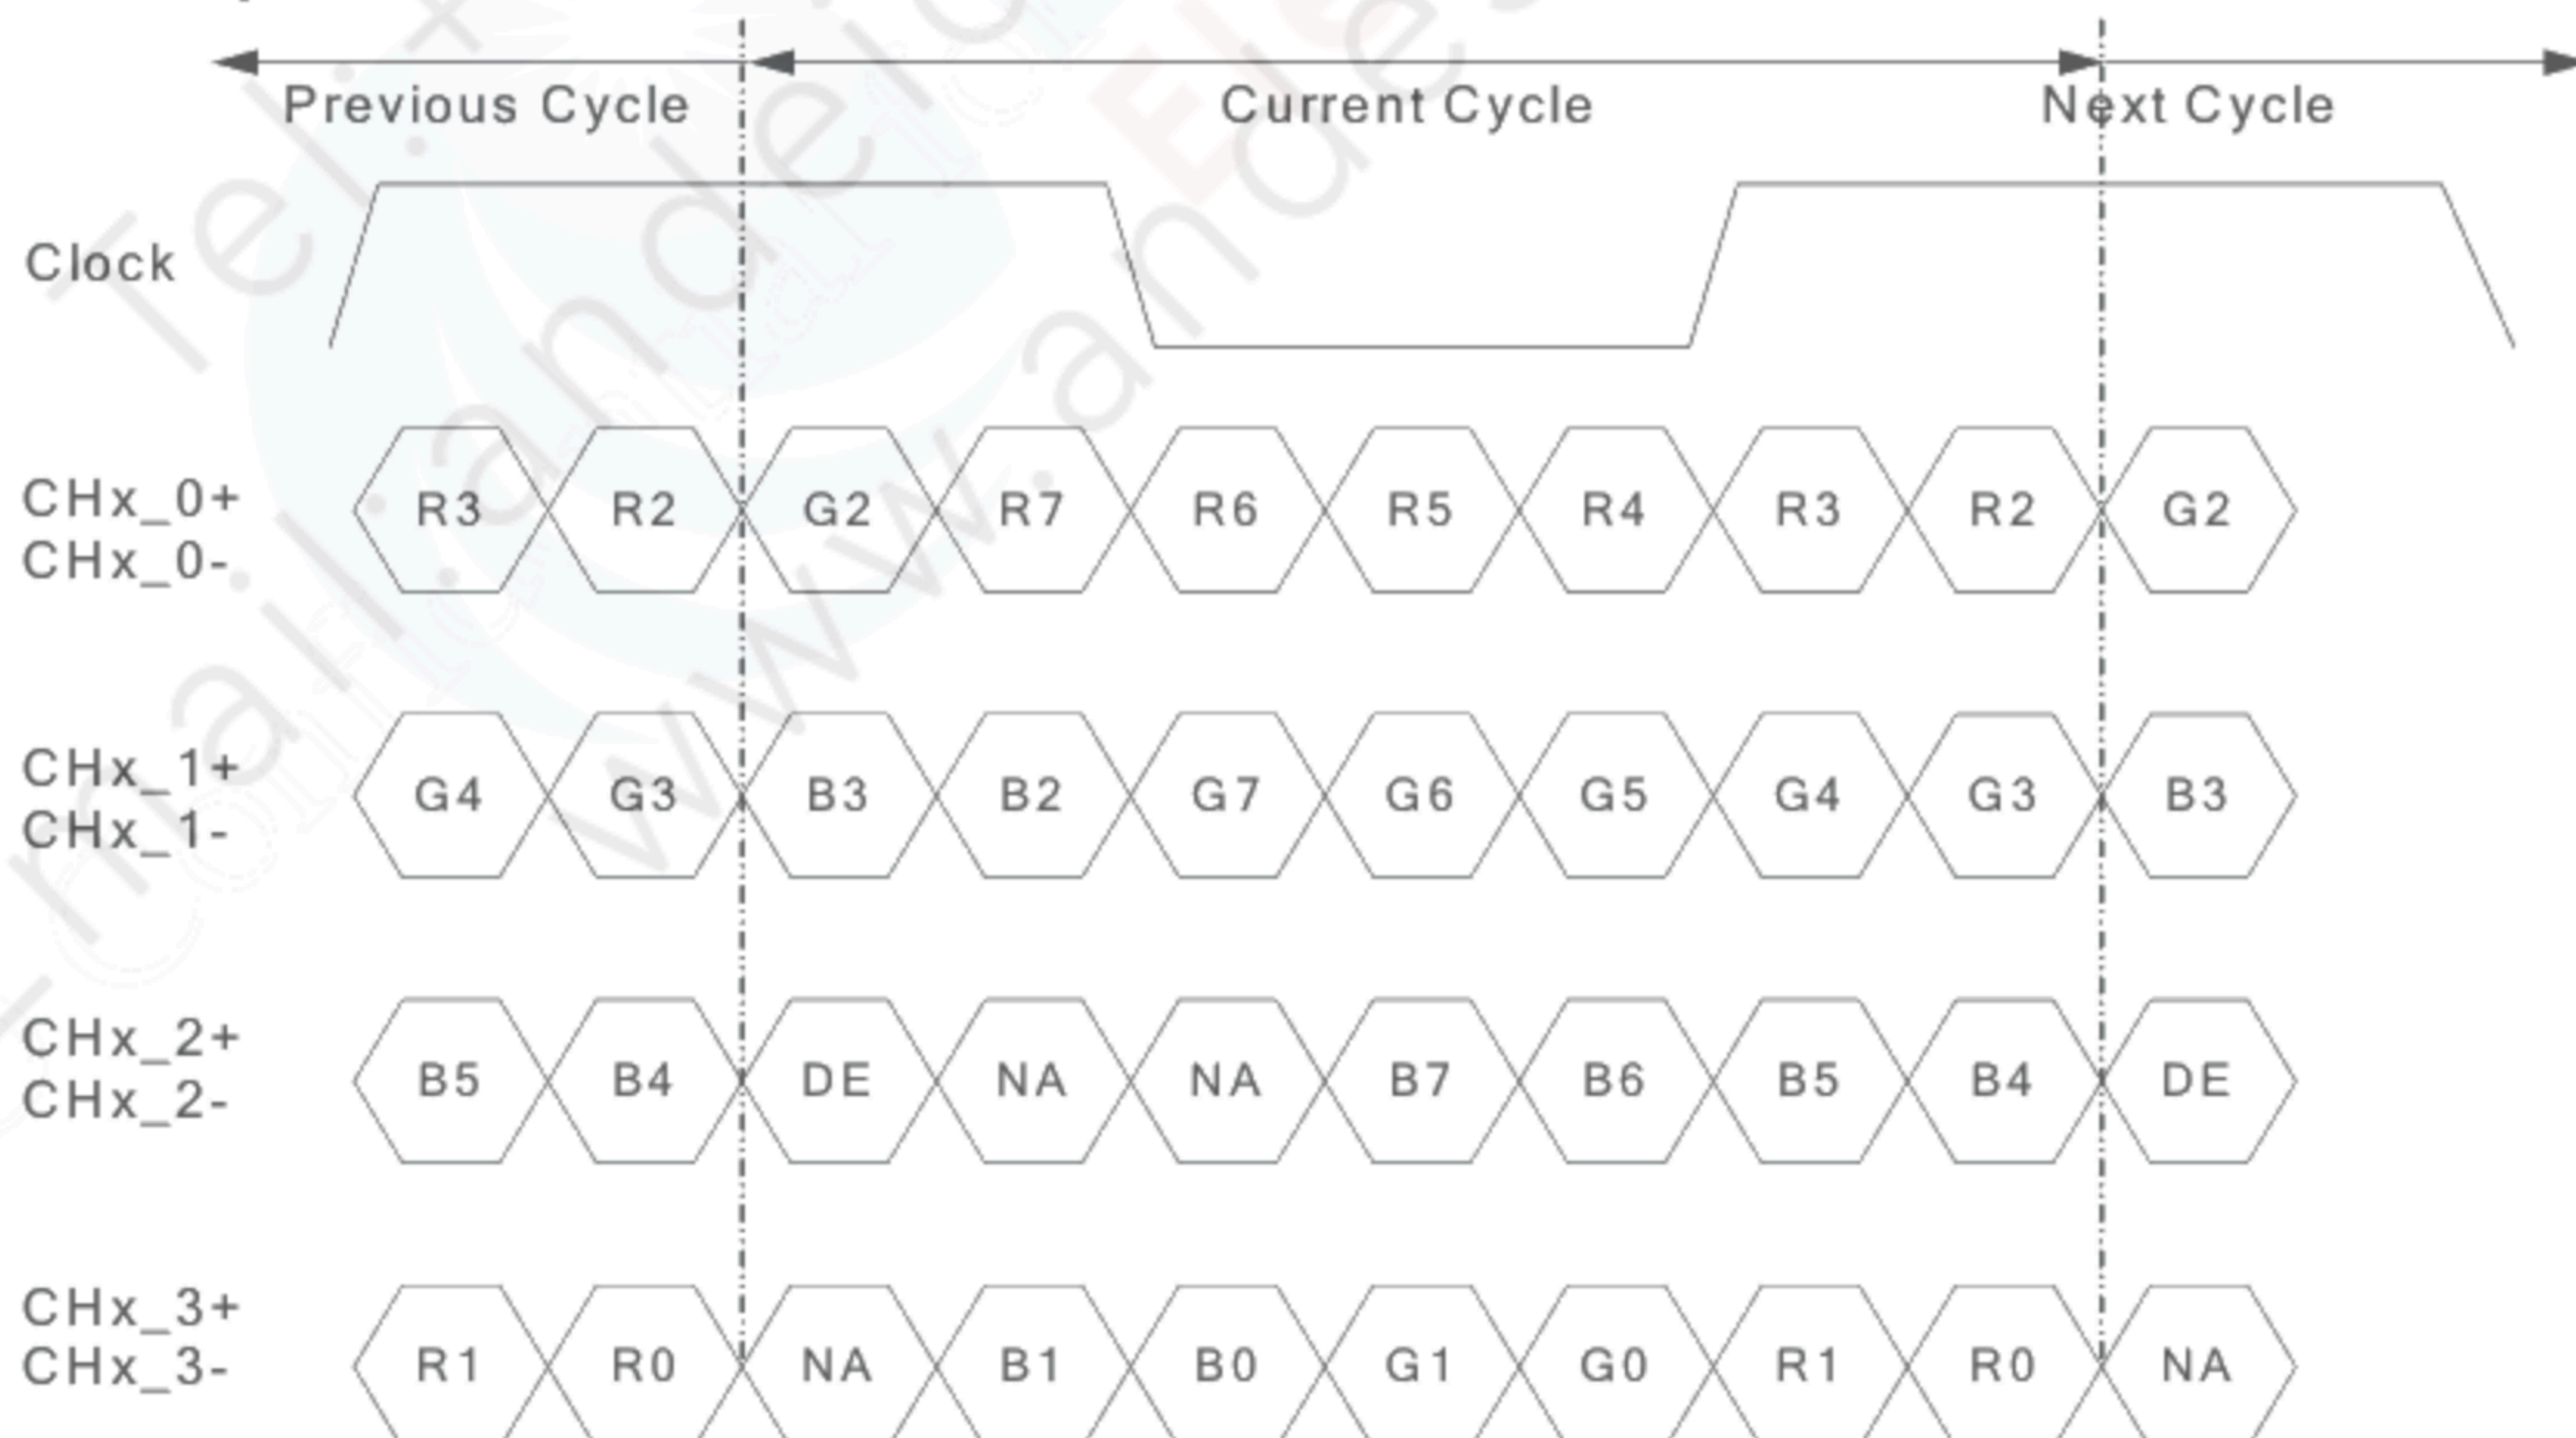 Previous Cycle Current Cycle Next Cycle
Clock
CHx_0+
CHx_0-
R3 R2 G2 R7 R6 R5 R4 R3 R2 G2
CHx_1+
CHx_1-
G4 G3 B3 B2 G7 G6 G5 G4 G3 B3
CHx_2+
CHx_2-
B5 B4 DE NA NA B7 B6 B5 B4 DE
CHx_3+
CHx_3-
R1 R0 NA B1 B0 G1 G0 R1 R0 NA